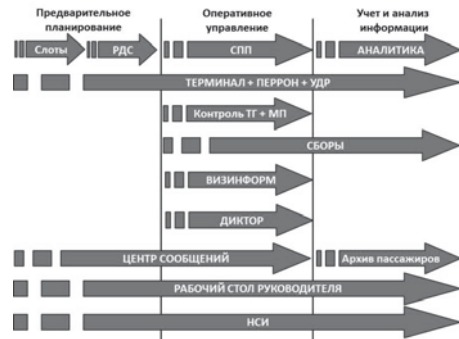 Предварительное планирование
Оперативное управление
Учет и анализ информации
Слоты
РДС
СПП
АНАЛИТИКА
ТЕРМИНАЛ + ПЕРРОН + УДР
Контроль ТГ + МП
СБОРЫ
ВИЗИНФОРМ
ДИКТОР
ЦЕНТР СООБЩЕНИЙ
Архив пассажиров
РАБОЧИЙ СТОЛ РУКОВОДИТЕЛЯ
НСИ